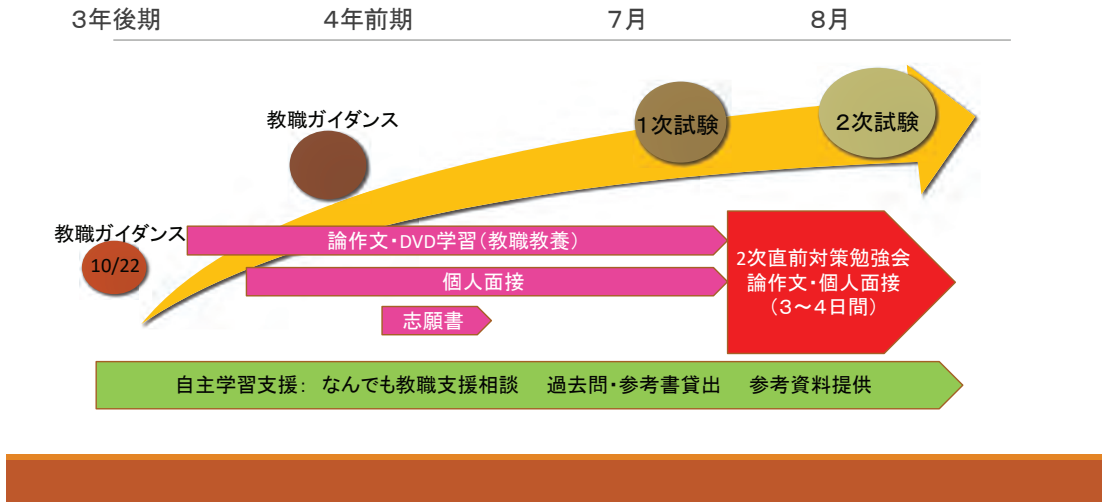 ３年後期
４年前期
７月
８月
教職ガイダンス
1次試験
２次試験
教職ガイダンス
10/22
論作文・DVD学習(教職教養)
個人面接
志願書
2次直前対策勉強会
論作文・個人面接
（３～４日間）
自主学習支援： なんでも教職支援相談　過去問・参考書貸出　参考資料提供